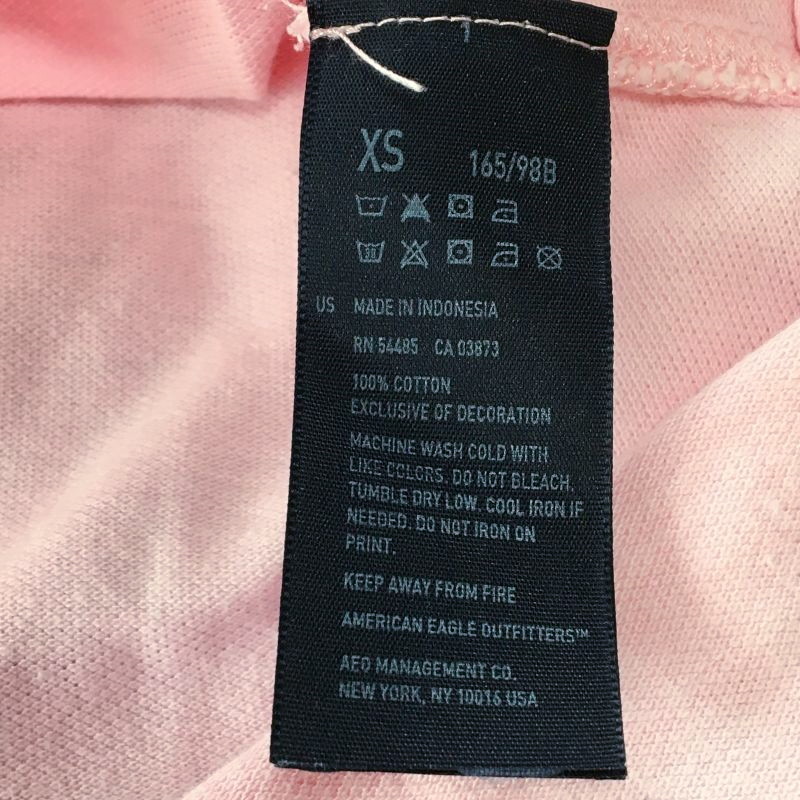 XS 165/98B
30
US MADE IN INDONESIA
RN 54485 CA 03873
100% COTTON
EXCLUSIVE OF DECORATION
MACHINE WASH COLD WITH
LIKE COLORS. DO NOT BLEACH.
TUMBLE DRY LOW. COOL IRON IF
NEEDED. DO NOT IRON ON
PRINT.
KEEP AWAY FROM FIRE
AMERICAN EAGLE OUTFITTERS™
AEO MANAGEMENT CO.
NEW YORK, NY 10016 USA